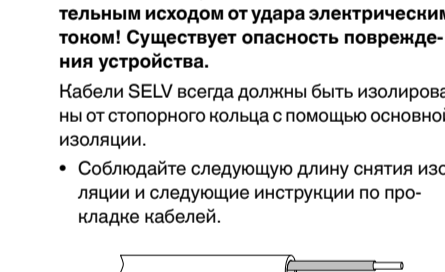 тельным исходом от удара электрическим
током! Существует опасность поврежде-
ния устройства.
Кабели SELV всегда должны быть изолирова
ны от стопорного кольца с помощью основной
изоляции.
• Соблюдайте следующую длину снятия изо
ляции и следующие инструкции по про-
кладке кабелей.